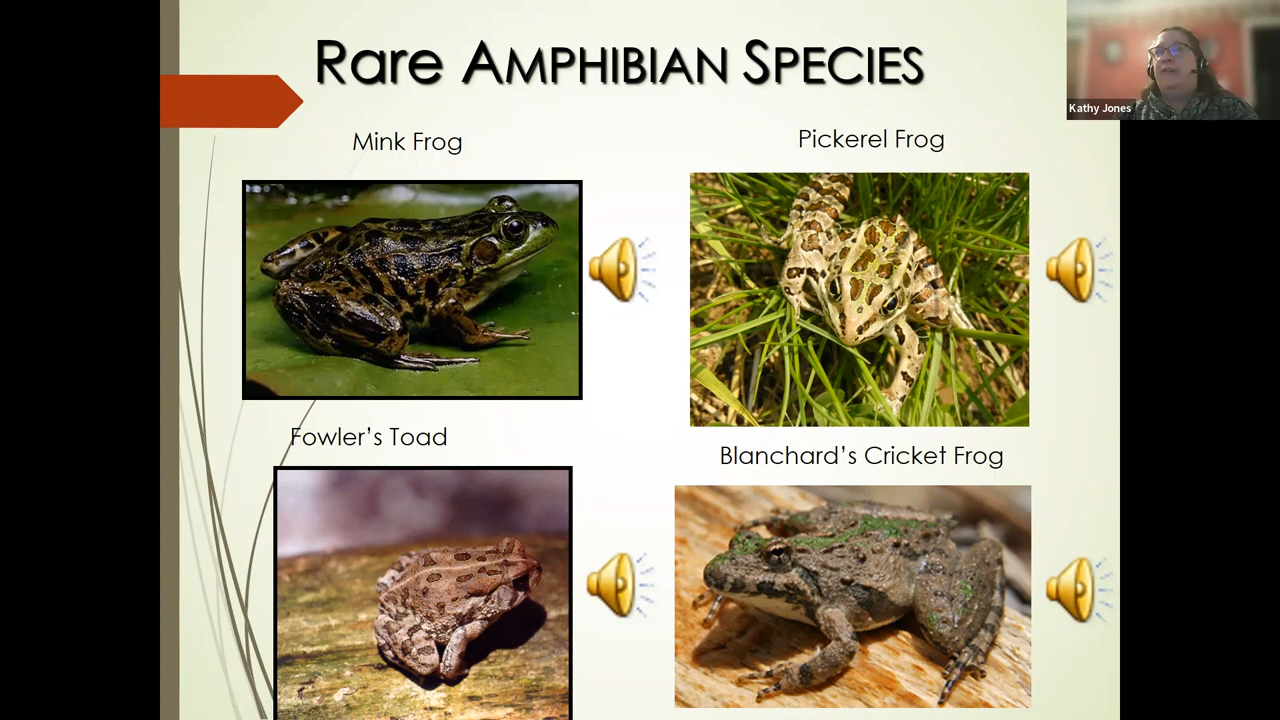 Rare AMPHIBIAN SPECIES
Kathy Jones
Mink Frog
Pickerel Frog
Fowler's Toad
Blanchard's Cricket Frog